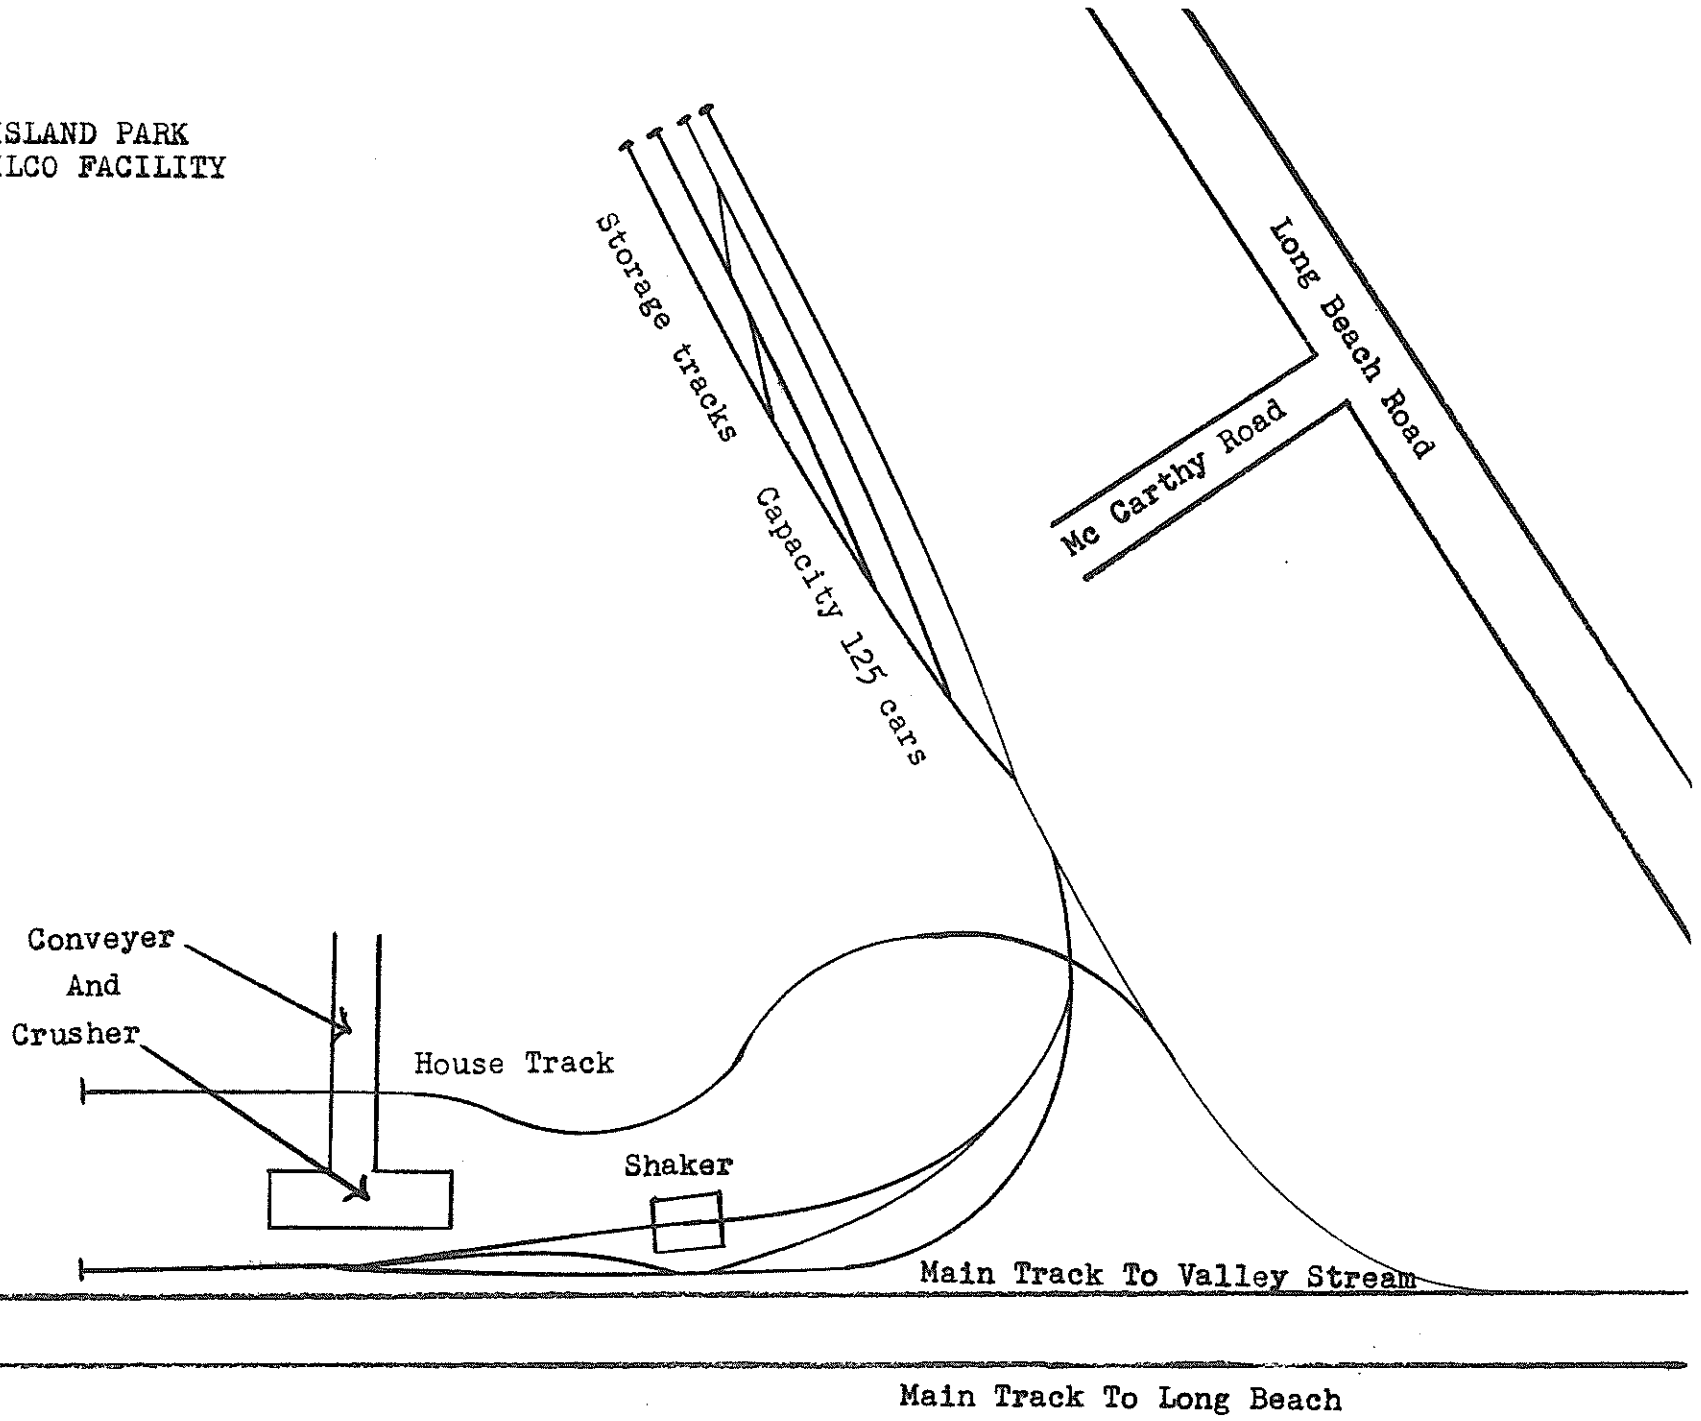 ISLAND PARK
ILCO FACILITY
Storage tracks Capacity 125 cars
Long Beach Road
Mc Carthy Road
Conveyer
And
Crusher
House Track
Shaker
Main Track To Valley Stream
Main Track To Long Beach